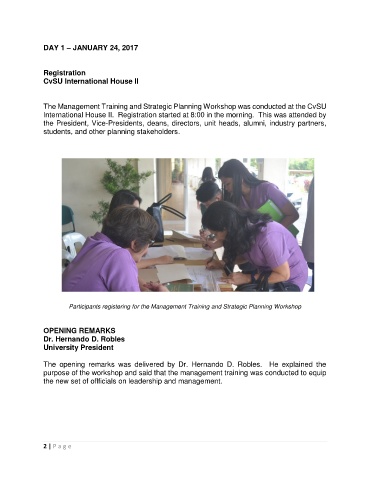 DAY 1 – JANUARY 24, 2017
Registration
CvSU International House II
The Management Training and Strategic Planning Workshop was conducted at the CvSU
International House II. Registration started at 8:00 in the morning. This was attended by
the President, Vice-Presidents, deans, directors, unit heads, alumni, industry partners,
students, and other planning stakeholders.
Participants registering for the Management Training and Strategic Planning Workshop
OPENING REMARKS
Dr. Hernando D. Robles
University President
The opening remarks was delivered by Dr. Hernando D. Robles. He explained the
purpose of the workshop and said that the management training was conducted to equip
the new set of offficials on leadership and management.
2 | P a g e